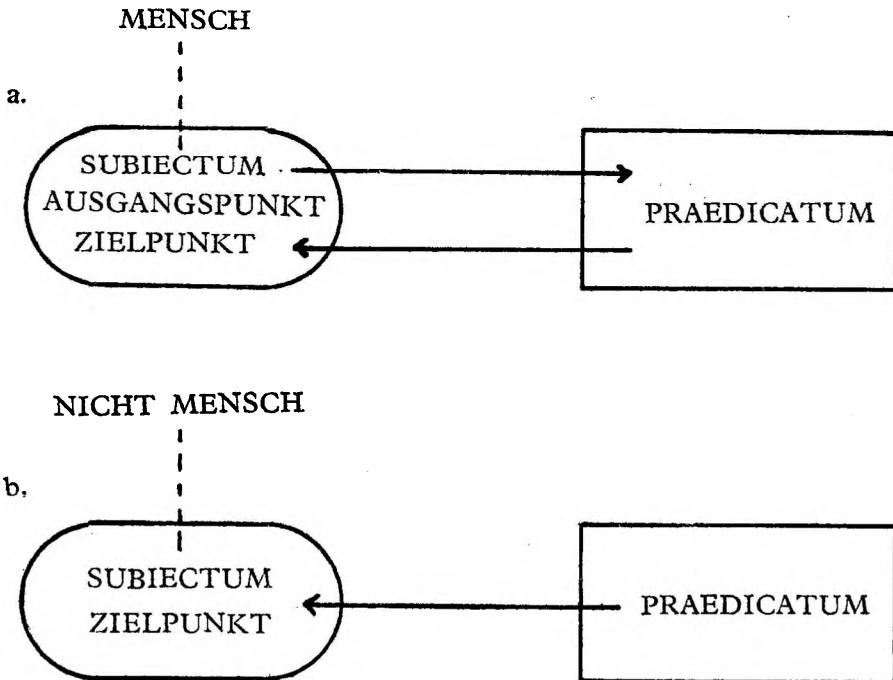 MENSCH
a.
SUBIECTUM
AUSGANGSPUNKT
ZIELPUNKT
PRAEDICATUM
NICHT MENSCH
b.
SUBIECTUM
ZIELPUNKT
PRAEDICATUM